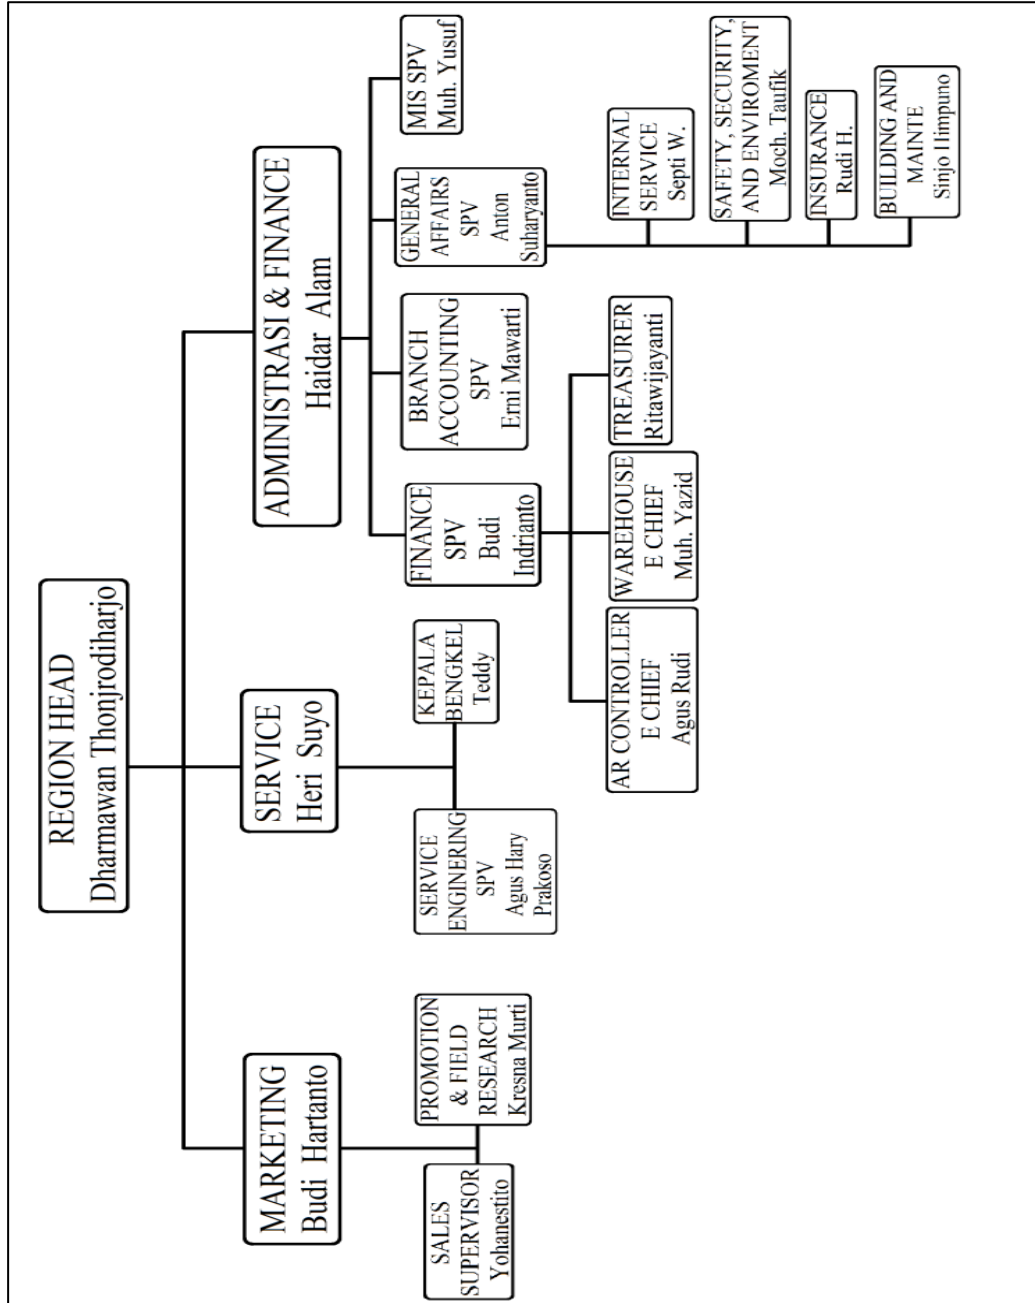 REGION HEAD
Dharmawan Thonjrodiharjo
MARKETING
Budi Hartanto
SERVICE
Heri Suyo
ADMINISTRASI & FINANCE
Haidar Alam
SALES
SUPERVISOR
Yohanestito
PROMOTION
& FIELD
RESEARCH
Kresna Murti
SERVICE
ENGINERING
SPV
Agus Hary
Prakoso
KEPALA
BENGKEL
Teddy
FINANCE
SPV
Budi
Indrianto
BRANCH
ACCOUNTING
SPV
Erni Mawarti
GENERAL
AFFAIRS
SPV
Anton
Suharyanto
MIS SPV
Muh. Yusuf
AR CONTROLLER
E CHIEF
Agus Rudi
WAREHOUSE
E CHIEF
Muh. Yazid
TREASURER
Ritawijayanti
INTERNAL
SERVICE
Septi W.
SAFETY, SECURITY,
AND ENVIROMENT
Moch. Taufik
INSURANCE
Rudi H.
BUILDING AND
MAINTE
Sinjo